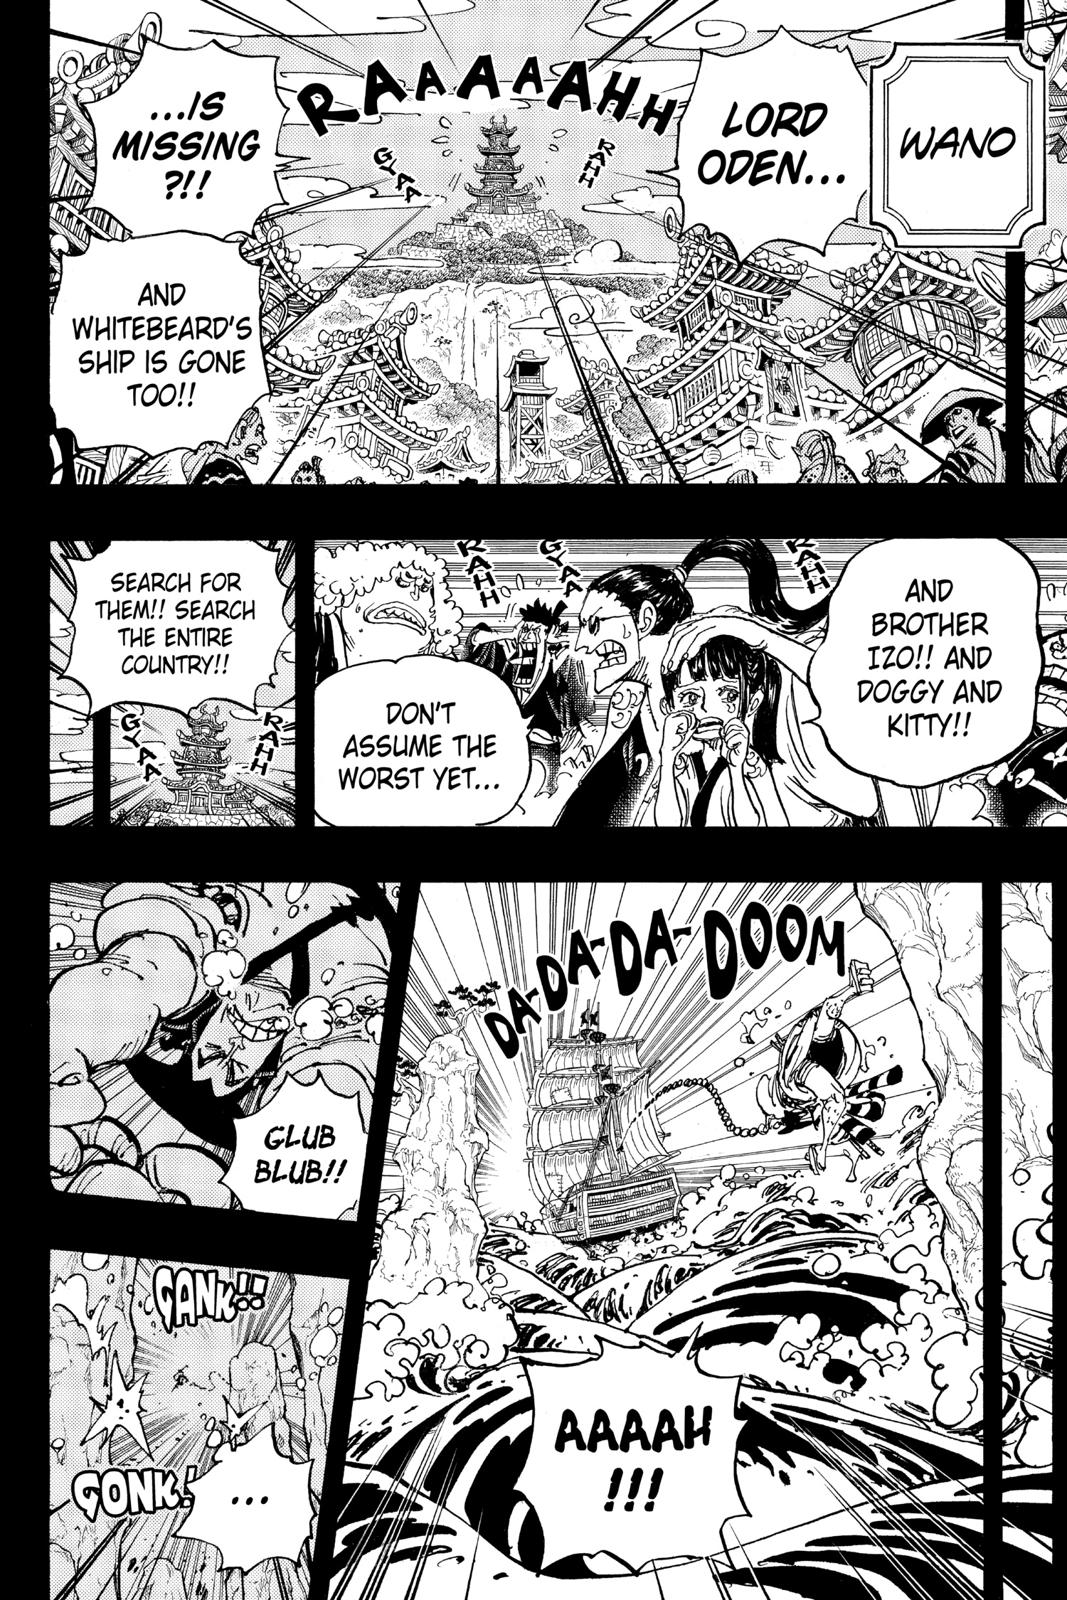 WANO
LORD
ODEN...
RAAAAAAHH
RAHH
GYAA
...IS
MISSING
?!!
AND
WHITEBEARD'S
SHIP IS GONE
TOO!!
AND
BROTHER
IZO!! AND
DOGGY AND
KITTY!!
RAHH
GYAA
RAHH
DON'T
ASSUME THE
WORST YET...
SEARCH FOR
THEM!! SEARCH
THE ENTIRE
COUNTRY!!
RAHH
GYAA
DA-DA-DA-DOOM
AAAAH
!!!
GLUB
BLUB!!
GANK!!
GONK!
...